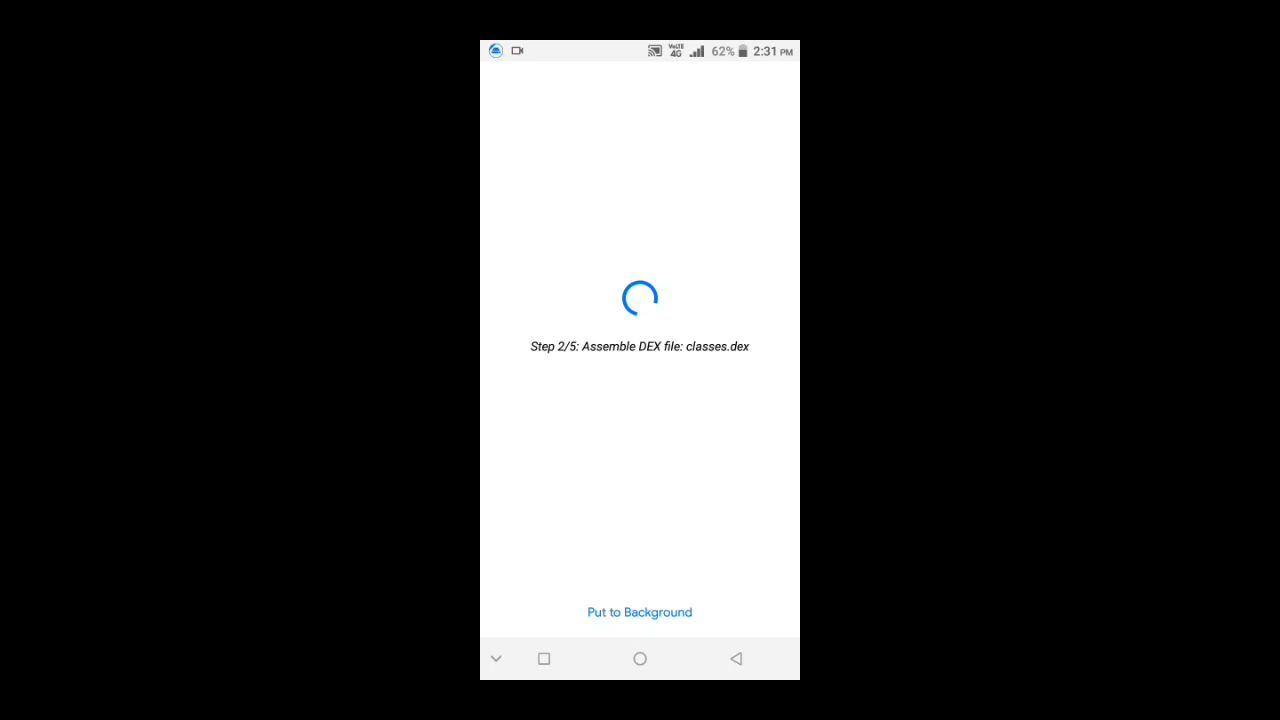 VoLTE
4G
62%
2:31 PM
Step 2/5: Assemble DEX file: classes.dex
Put to Background